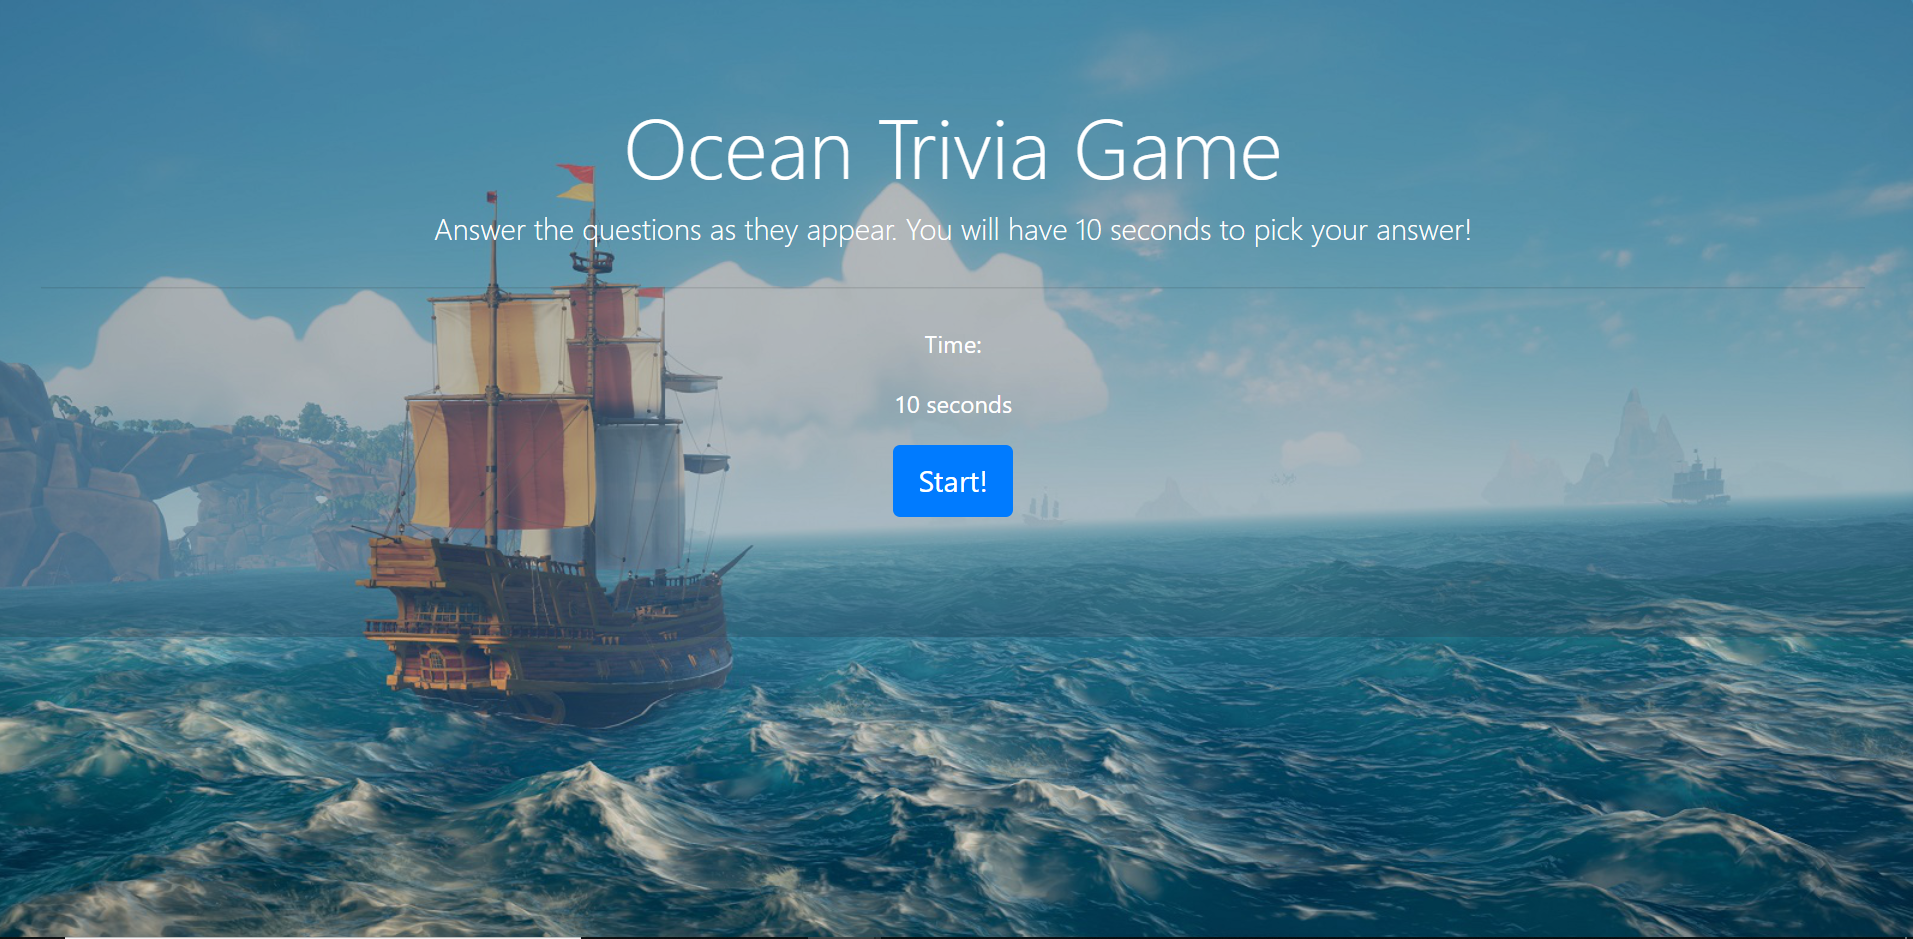 Ocean Trivia Game
Answer the questions as they appear. You will have 10 seconds to pick your answer!
Time:
10 seconds
Start!